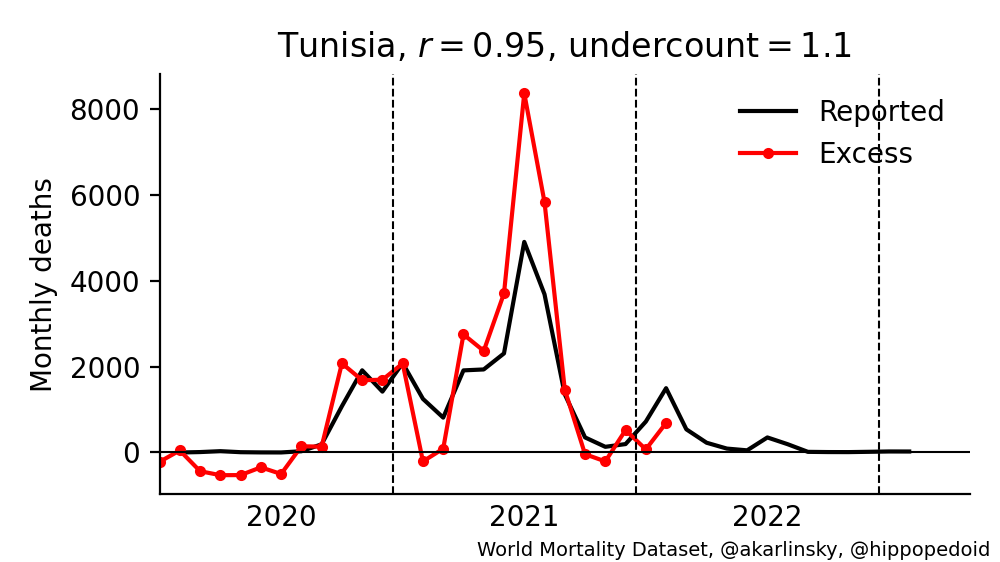 Tunisia, r = 0.95, undercount = 1.1
Monthly deaths
8000
6000
4000
2000
0
Reported
Excess
2020 2021 2022
World Mortality Dataset, @akarlinsky, @hippopedoid